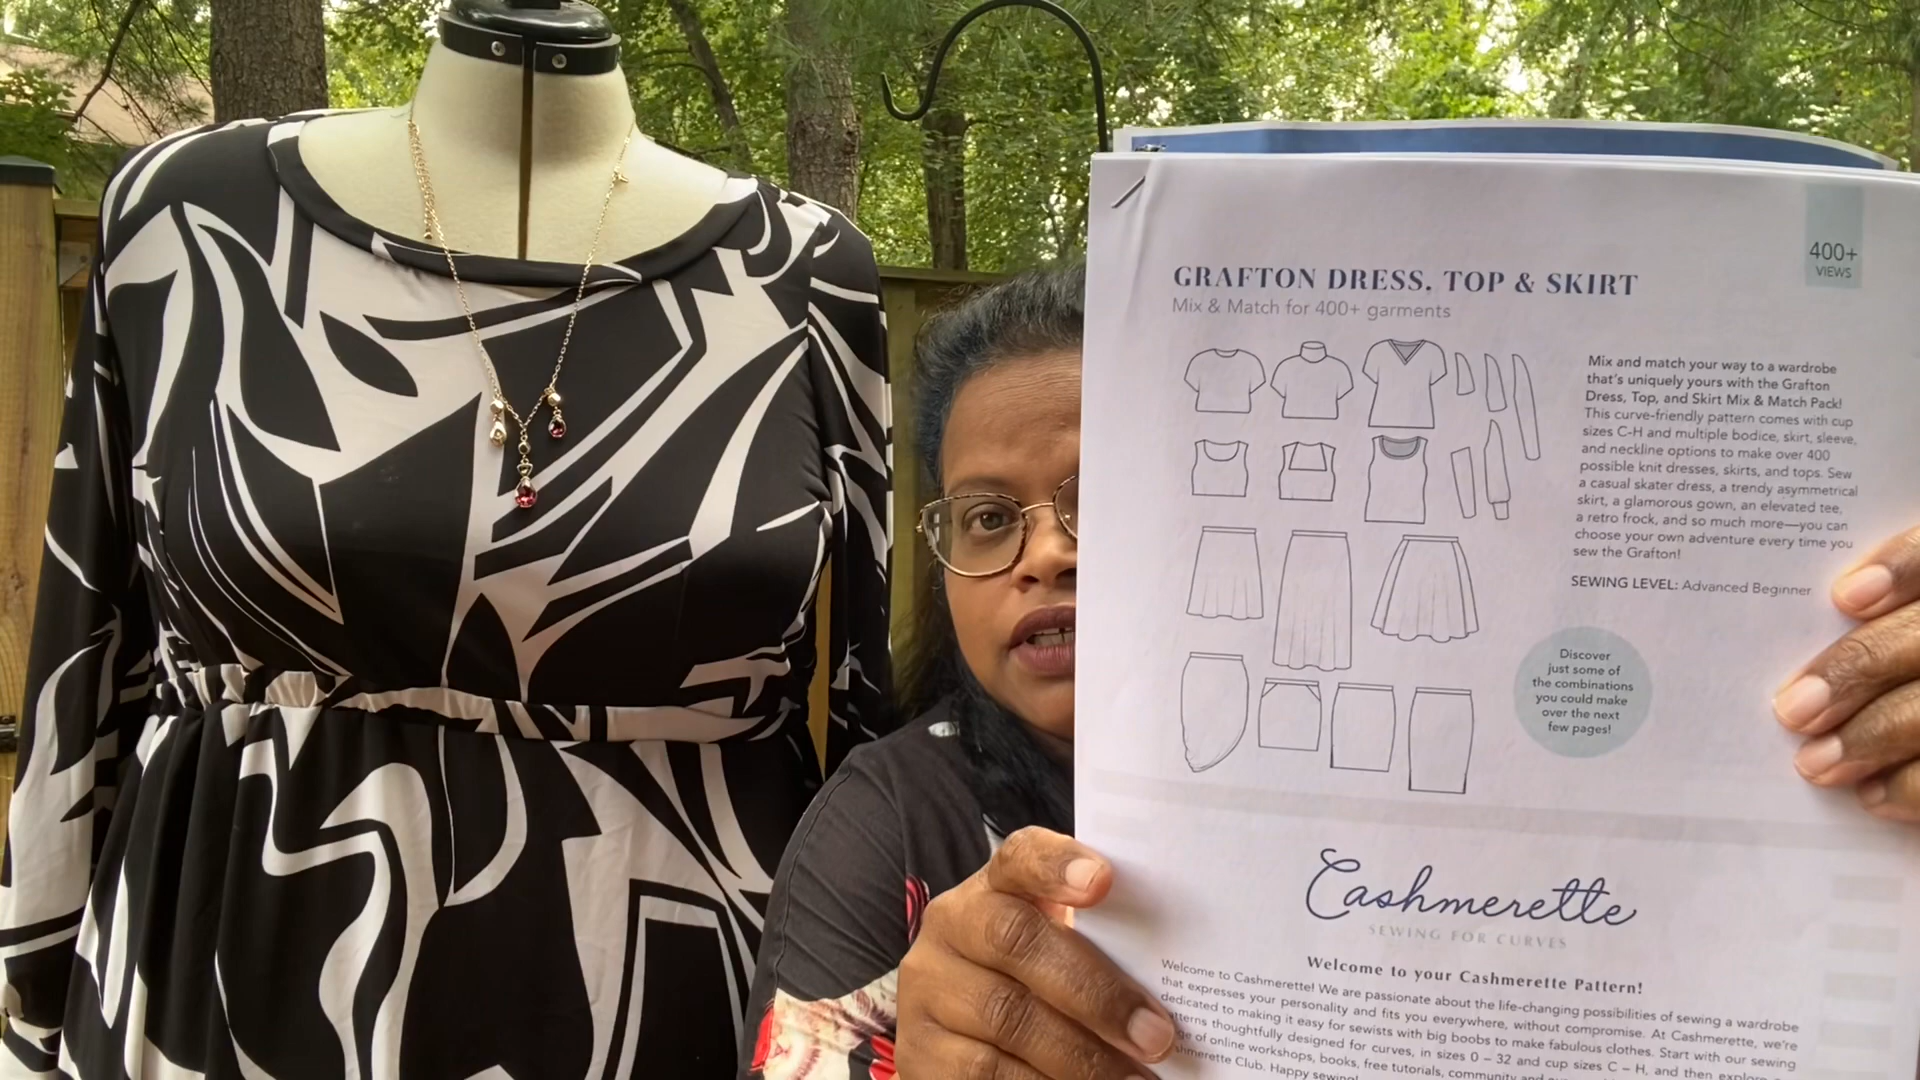 400+
VIEWS
GRAFTON DRESS, TOP & SKIRT
Mix & Match for 400+ garments
Mix and match your way to a wardrobe
that's uniquely yours with the Grafton
Dress, Top, and Skirt Mix & Match Pack!
This curve-friendly pattern comes with cup
sizes C-H and multiple bodice, skirt, sleeve,
and neckline options to make over 400
possible knit dresses, skirts, and tops. Sew
a casual skater dress, a trendy asymmetrical
skirt, a glamorous gown, an elevated tee,
a retro frock, and so much more—you can
choose your own adventure every time you
sew the Grafton!
SEWING LEVEL: Advanced Beginner
Discover
just some of
the combinations
you could make
over the next
few pages!
Cashmerette
SEWING FOR CURVES
Welcome to your Cashmerette Pattern!
Welcome to Cashmerette! We are passionate about the life-changing possibilities of sewing a wardrobe
that expresses your personality and fits you everywhere, without compromise. At Cashmerette, we're
dedicated to making it easy for sewists with big boobs to make fabulous clothes. Start with our sewing
patterns thoughtfully designed for curves, in sizes 0 – 32 and cup sizes C – H, and then explore
of online workshops, books, free tutorials, community and
Club. Happy sewing!